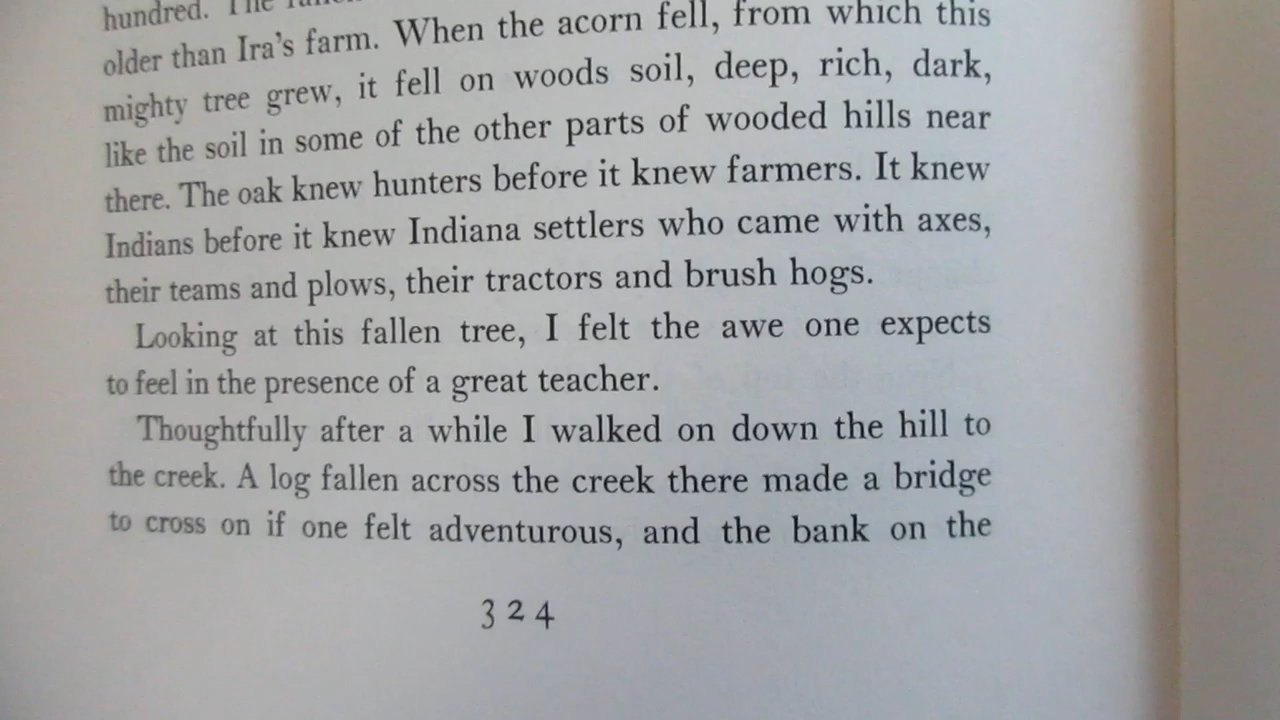 hundred. The
older than Ira's farm. When the acorn fell, from which this
mighty tree grew, it fell on woods soil, deep, rich, dark,
like the soil in some of the other parts of wooded hills near
there. The oak knew hunters before it knew farmers. It knew
Indians before it knew Indiana settlers who came with axes,
their teams and plows, their tractors and brush hogs.
Looking at this fallen tree, I felt the awe one expects
to feel in the presence of a great teacher.
Thoughtfully after a while I walked on down the hill to
the creek. A log fallen across the creek there made a bridge
to cross on if one felt adventurous, and the bank on the
324